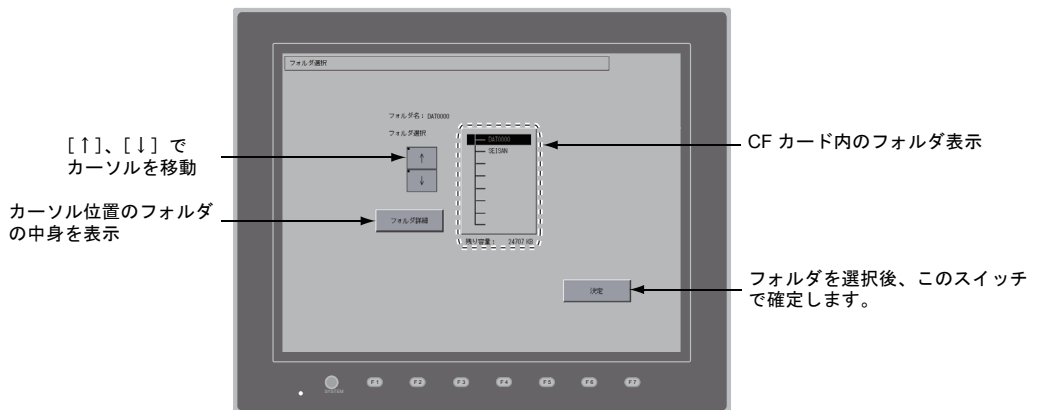 フォルダ選択
フォルダ名: DAT0000
フォルダ選択
[↑]、[↓] で
カーソルを移動
↑
↓
DAT0000
SEISAN
CF カード内のフォルダ表示
カーソル位置のフォルダ
の中身を表示
フォルダ詳細
残り容量: 24707 KB
決定
フォルダを選択後、このスイッチ
で確定します。
SYSTEM
F1 F2 F3 F4 F5 F6 F7